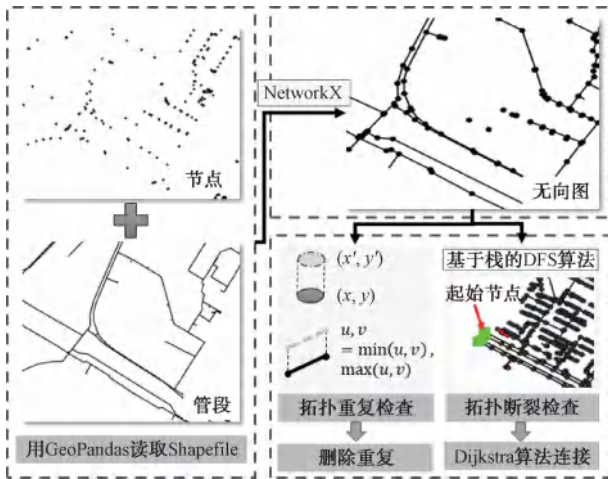 节点
管段
用GeoPandas读取Shapefile
NetworkX
无向图
(x′, y′)
(x, y)
u, v
= min(u, v) ,
max(u, v)
拓扑重复检查
删除重复
基于栈的DFS算法
起始节点
拓扑断裂检查
Dijkstra算法连接